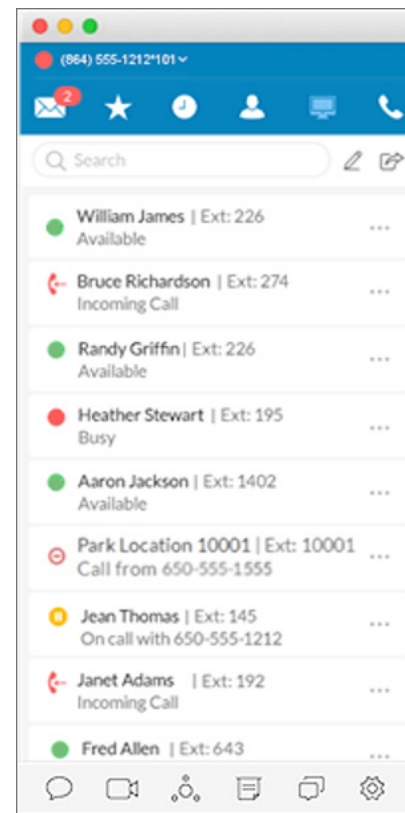 (864) 555-1212*101
2
Search
William James | Ext: 226
Available
Bruce Richardson | Ext: 274
Incoming Call
Randy Griffin | Ext: 226
Available
Heather Stewart | Ext: 195
Busy
Aaron Jackson | Ext: 1402
Available
Park Location 10001 | Ext: 10001
Call from 650-555-1555
Jean Thomas | Ext: 145
On call with 650-555-1212
Janet Adams | Ext: 192
Incoming Call
Fred Allen | Ext: 643